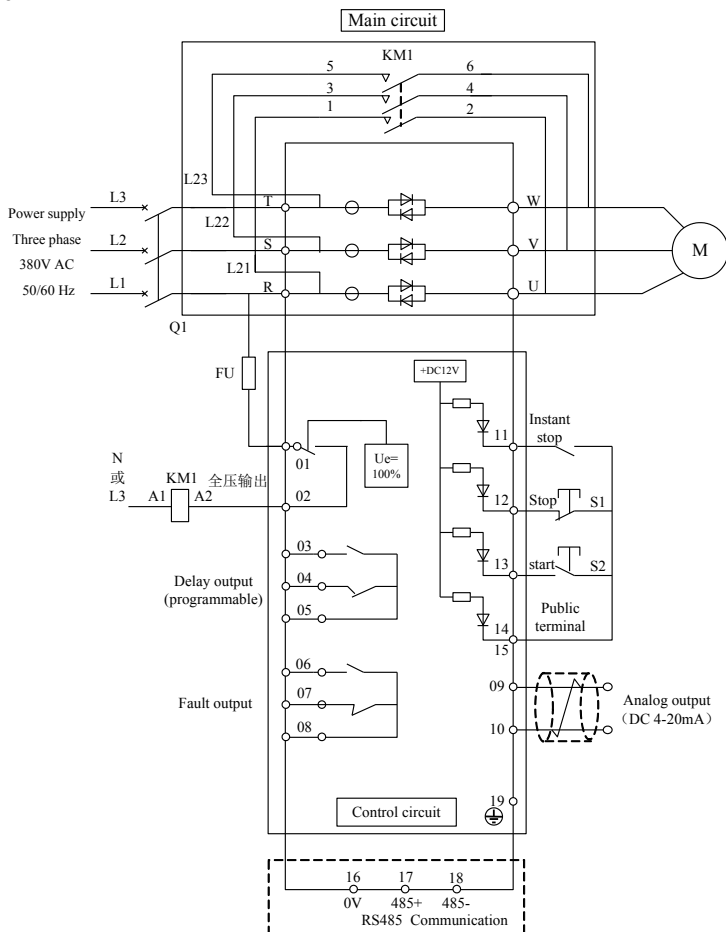 Main circuit
KM1
5 6
3 4
1 2
L23
L22
L21
L3 T W
Power supply
Three phase
L2 S V
M
380V AC
50/60 Hz
L1 R U
Q1
FU
+DC12V
01
Ue=
100%
N
或
L3
A1 KM1 A2 全压输出
02
11 Instant
stop
12 Stop S1
13 start S2
14 Public
15 terminal
03
04
05
Delay output
(programmable)
06
07
08
Fault output
09
10
Analog output
(DC 4-20mA)
19
Control circuit
16 17 18
0V 485+ 485-
RS485 Communication